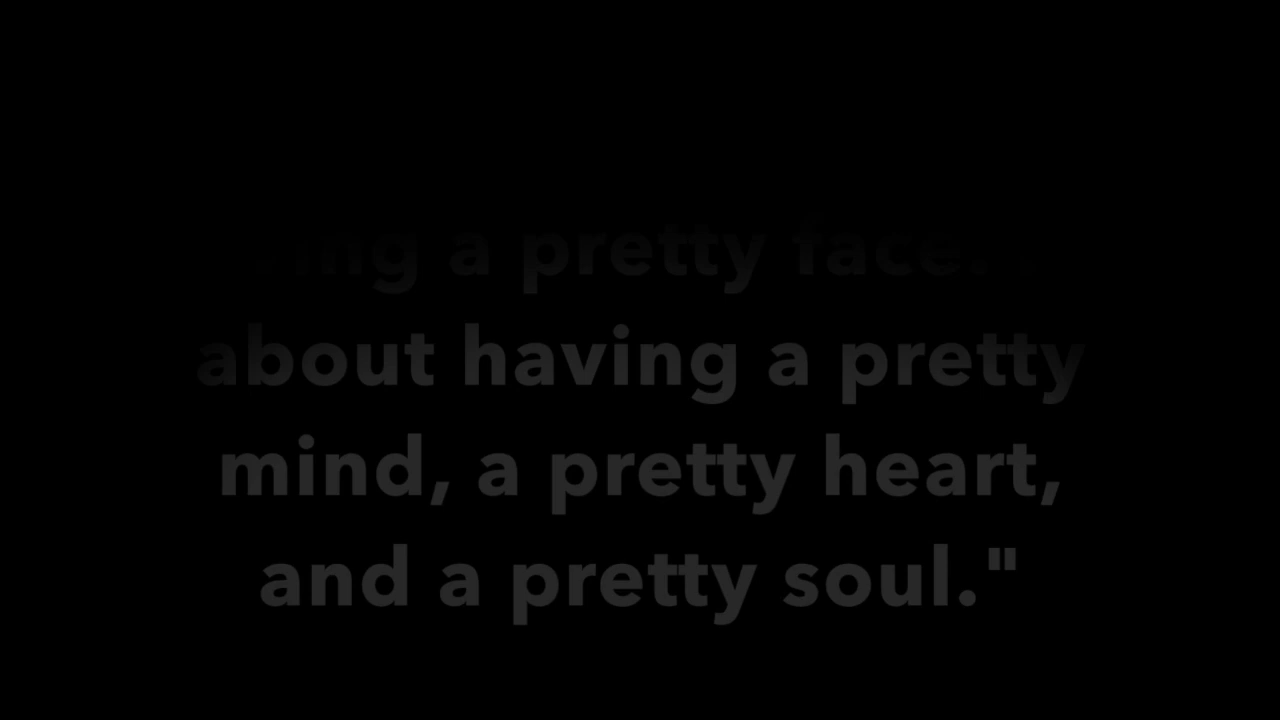 a pretty face.
about having a pretty
mind, a pretty heart,
and a pretty soul."